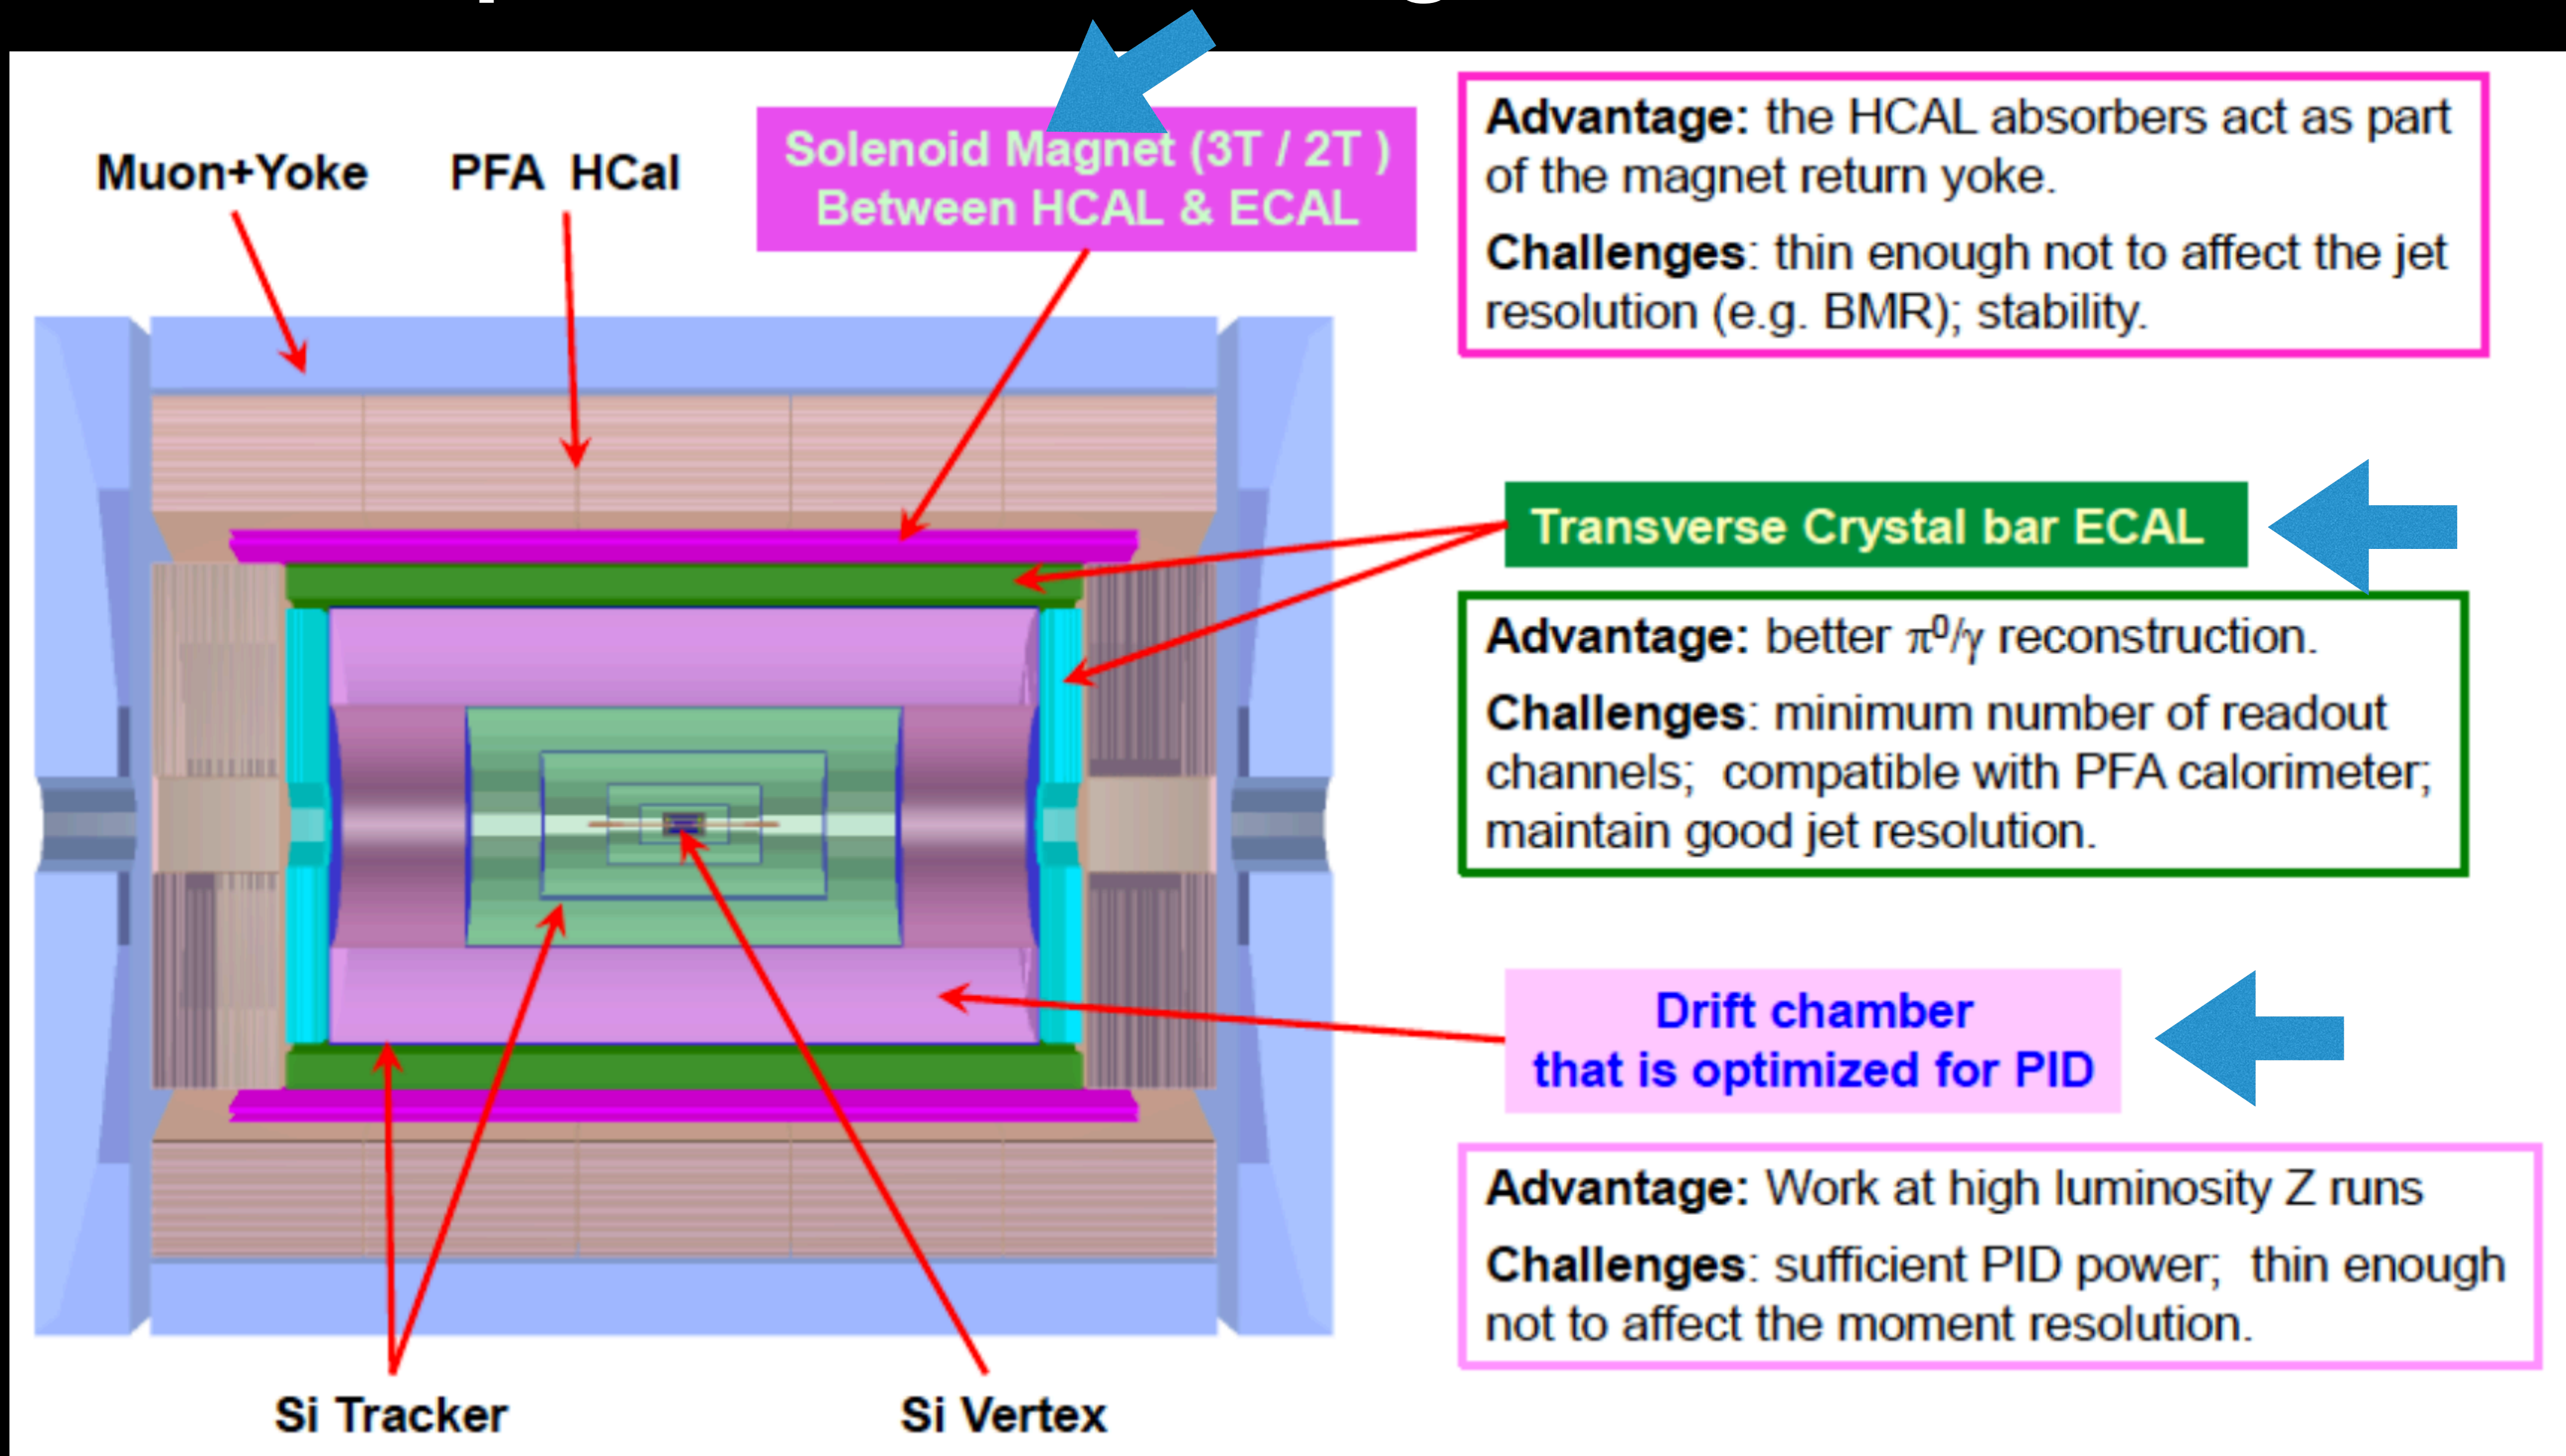 Muon+Yoke
PFA HCal
Solenoid Magnet (3T / 2T )
Between HCAL & ECAL
Advantage: the HCAL absorbers act as part
of the magnet return yoke.
Challenges: thin enough not to affect the jet
resolution (e.g. BMR); stability.
Transverse Crystal bar ECAL
Advantage: better π⁰/γ reconstruction.
Challenges: minimum number of readout
channels; compatible with PFA calorimeter;
maintain good jet resolution.
Drift chamber
that is optimized for PID
Advantage: Work at high luminosity Z runs
Challenges: sufficient PID power; thin enough
not to affect the moment resolution.
Si Tracker
Si Vertex